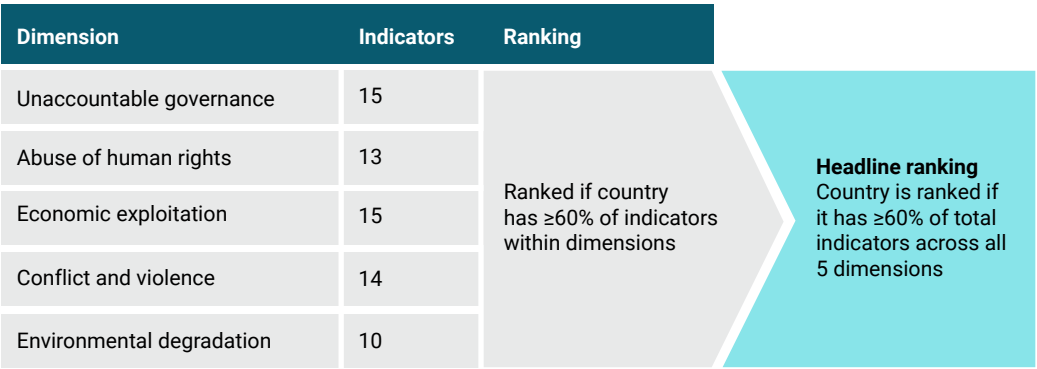 Dimension Indicators Ranking
Unaccountable governance 15
Abuse of human rights 13
Economic exploitation 15
Conflict and violence 14
Environmental degradation 10
Ranked if country
has ≥60% of indicators
within dimensions
Headline ranking
Country is ranked if
it has ≥60% of total
indicators across all
5 dimensions